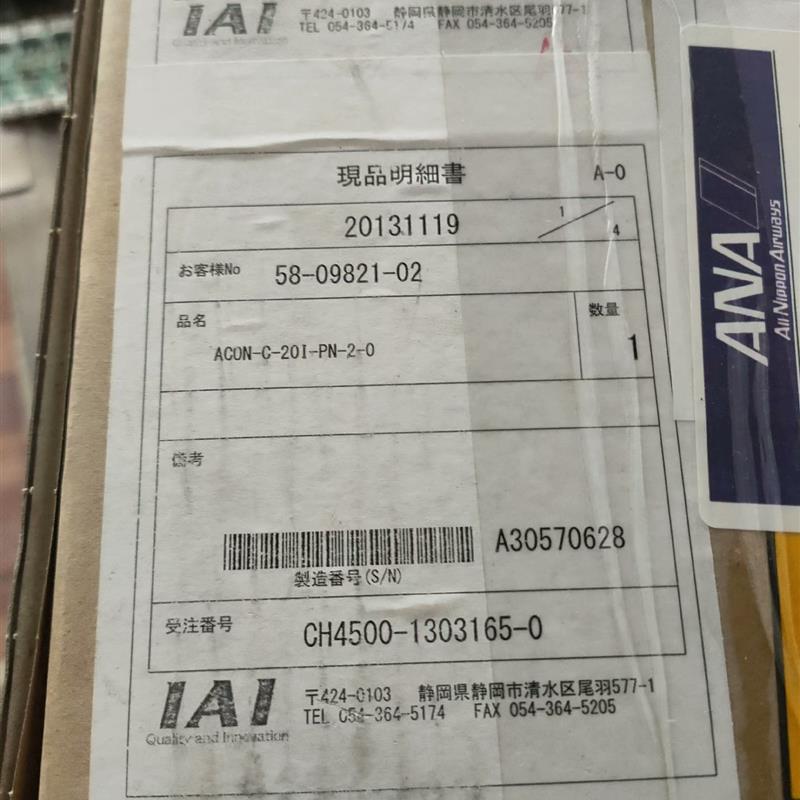 IAI
〒424-0103 静岡県静岡市清水区尾羽577-1
TEL 054-364-5174 FAX 054-364-5205
Quality and Innovation
現品明細書 A-0
20131119 1/4
お客様No 58-09821-02
品名 数量
ACON-C-20I-PN-2-0 1
備考
A30570628
製造番号(S/N)
受注番号 CH4500-1303165-0
IAI
〒424-0103 静岡県静岡市清水区尾羽577-1
TEL 054-364-5174 FAX 054-364-5205
Quality and Innovation
ANA
All Nippon Airways